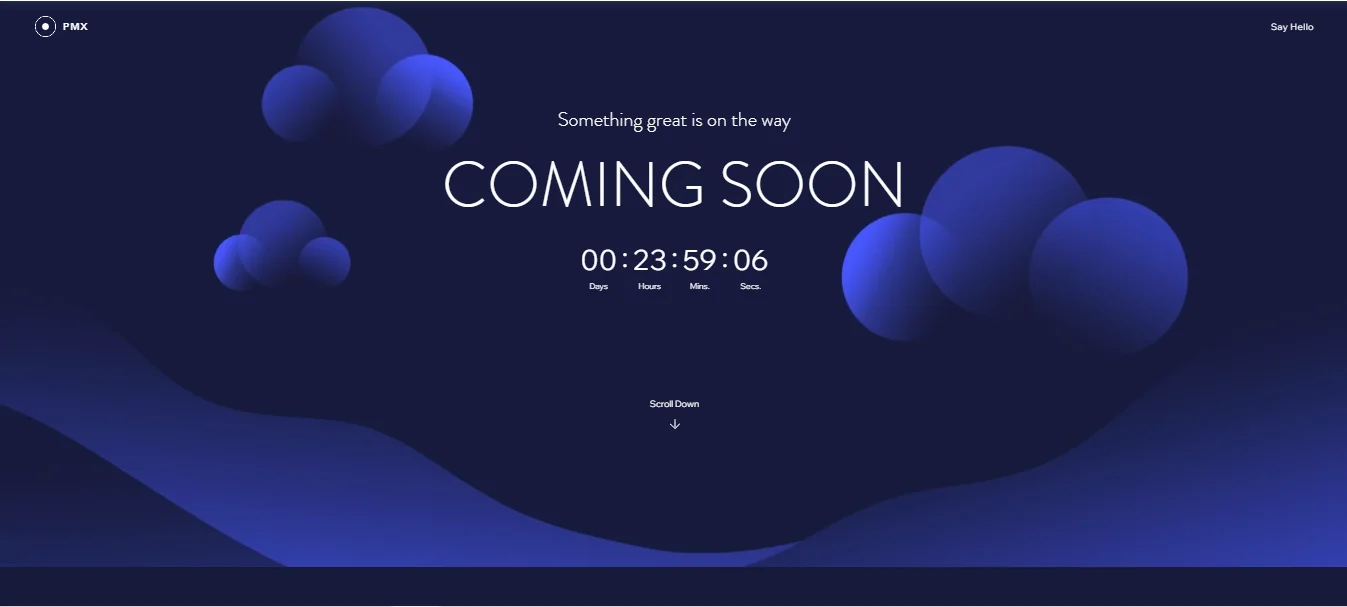 PMX
Say Hello
Something great is on the way
COMING SOON
00 : 23 : 59 : 06
Days Hours Mins. Secs.
Scroll Down